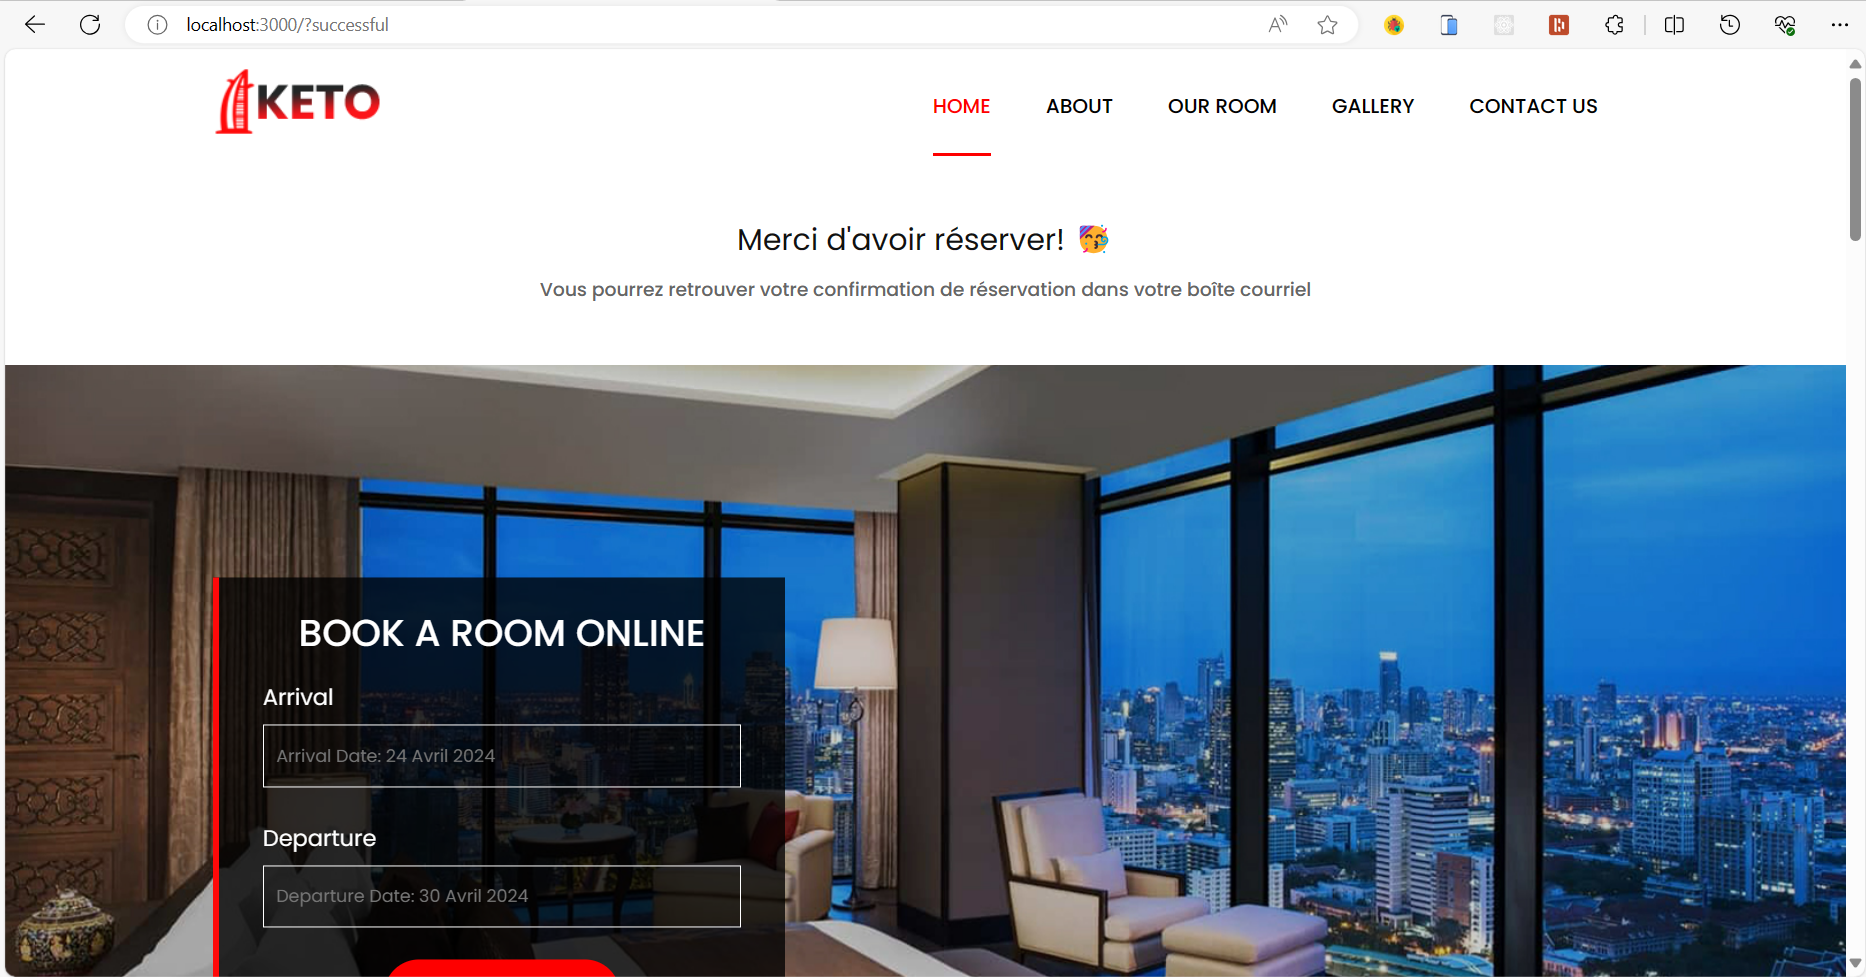 localhost:3000/?successful
KETO
HOME
ABOUT
OUR ROOM
GALLERY
CONTACT US
Merci d'avoir réserver! 🥳
Vous pourrez retrouver votre confirmation de réservation dans votre boîte courriel
BOOK A ROOM ONLINE
Arrival
Arrival Date: 24 Avril 2024
Departure
Departure Date: 30 Avril 2024